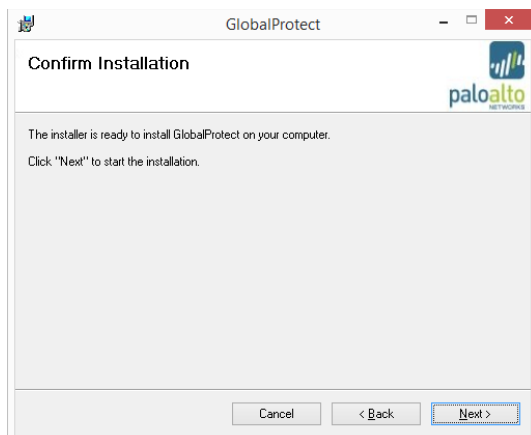 GlobalProtect
Confirm Installation
paloalto
NETWORKS
The installer is ready to install GlobalProtect on your computer.
Click "Next" to start the installation.
Cancel
< Back
Next >